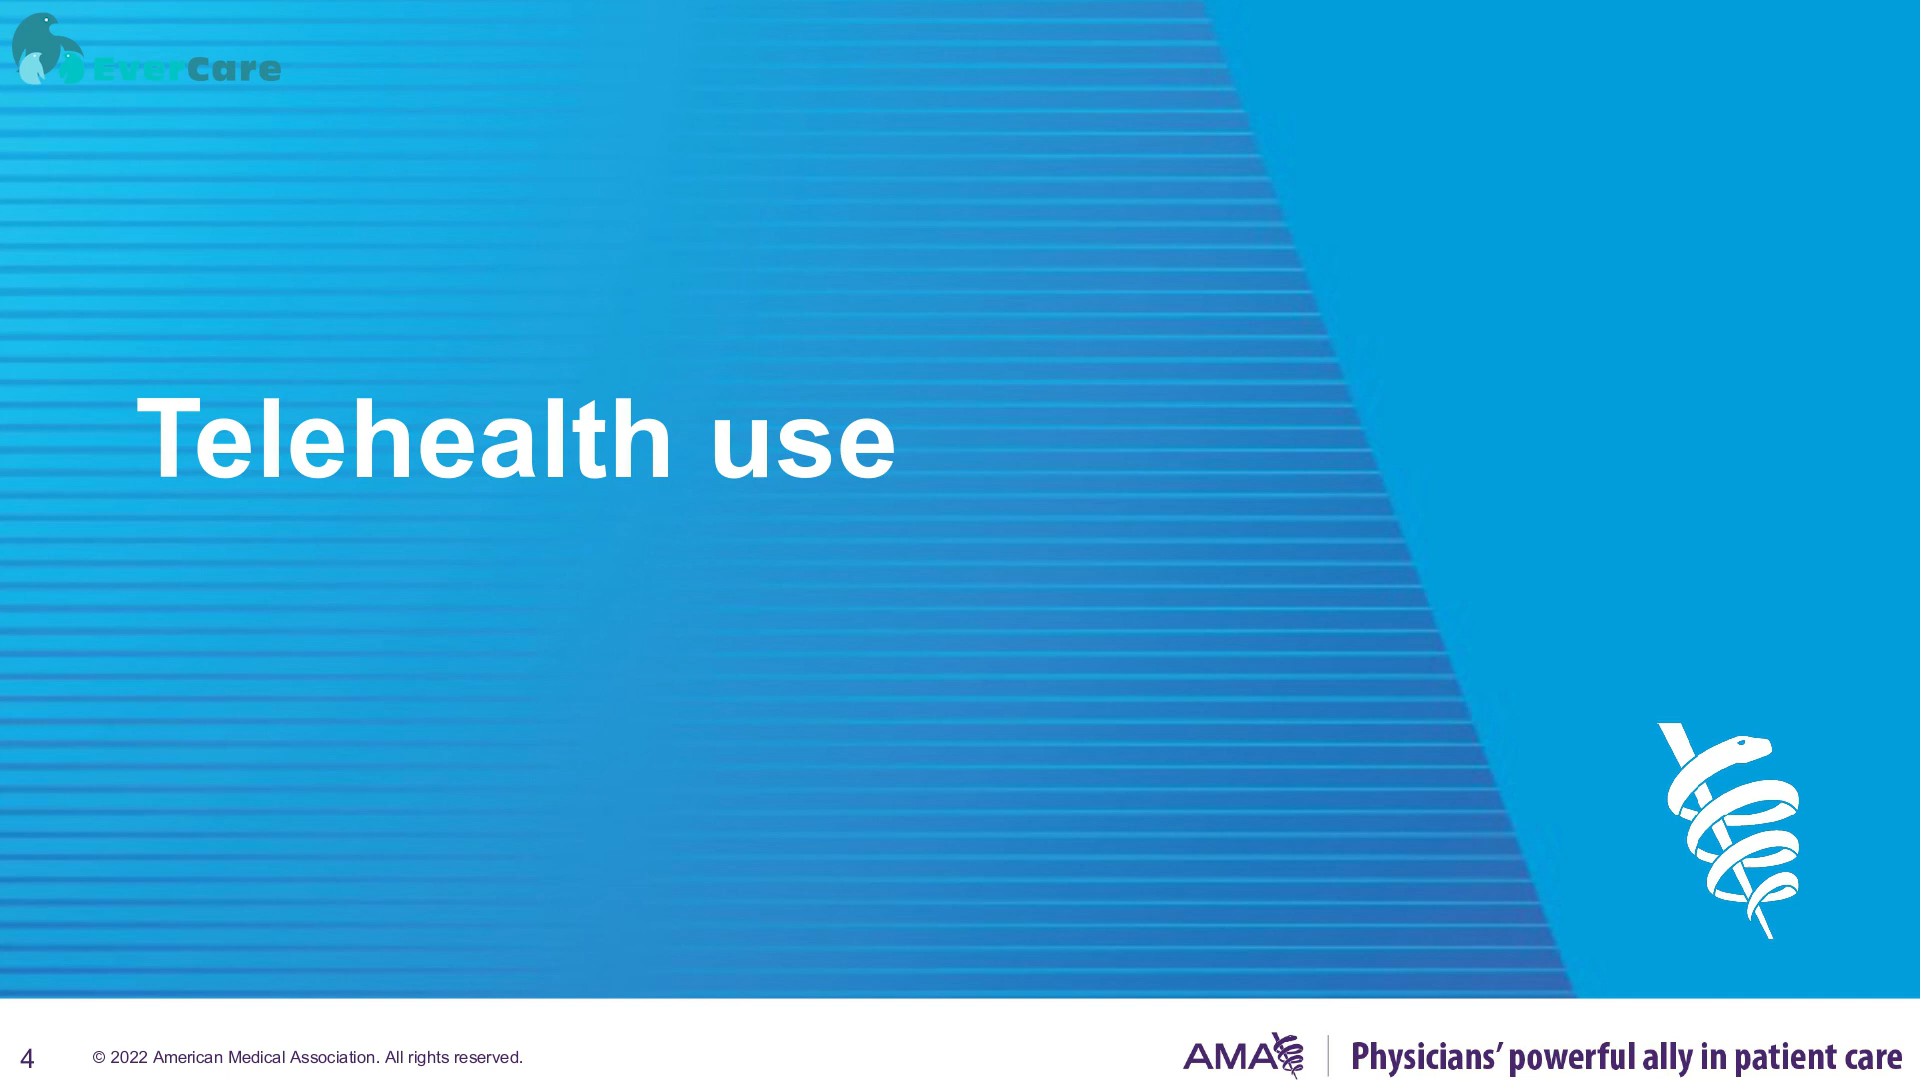 EverCare
Telehealth use
4
© 2022 American Medical Association. All rights reserved.
AMA
Physicians’ powerful ally in patient care